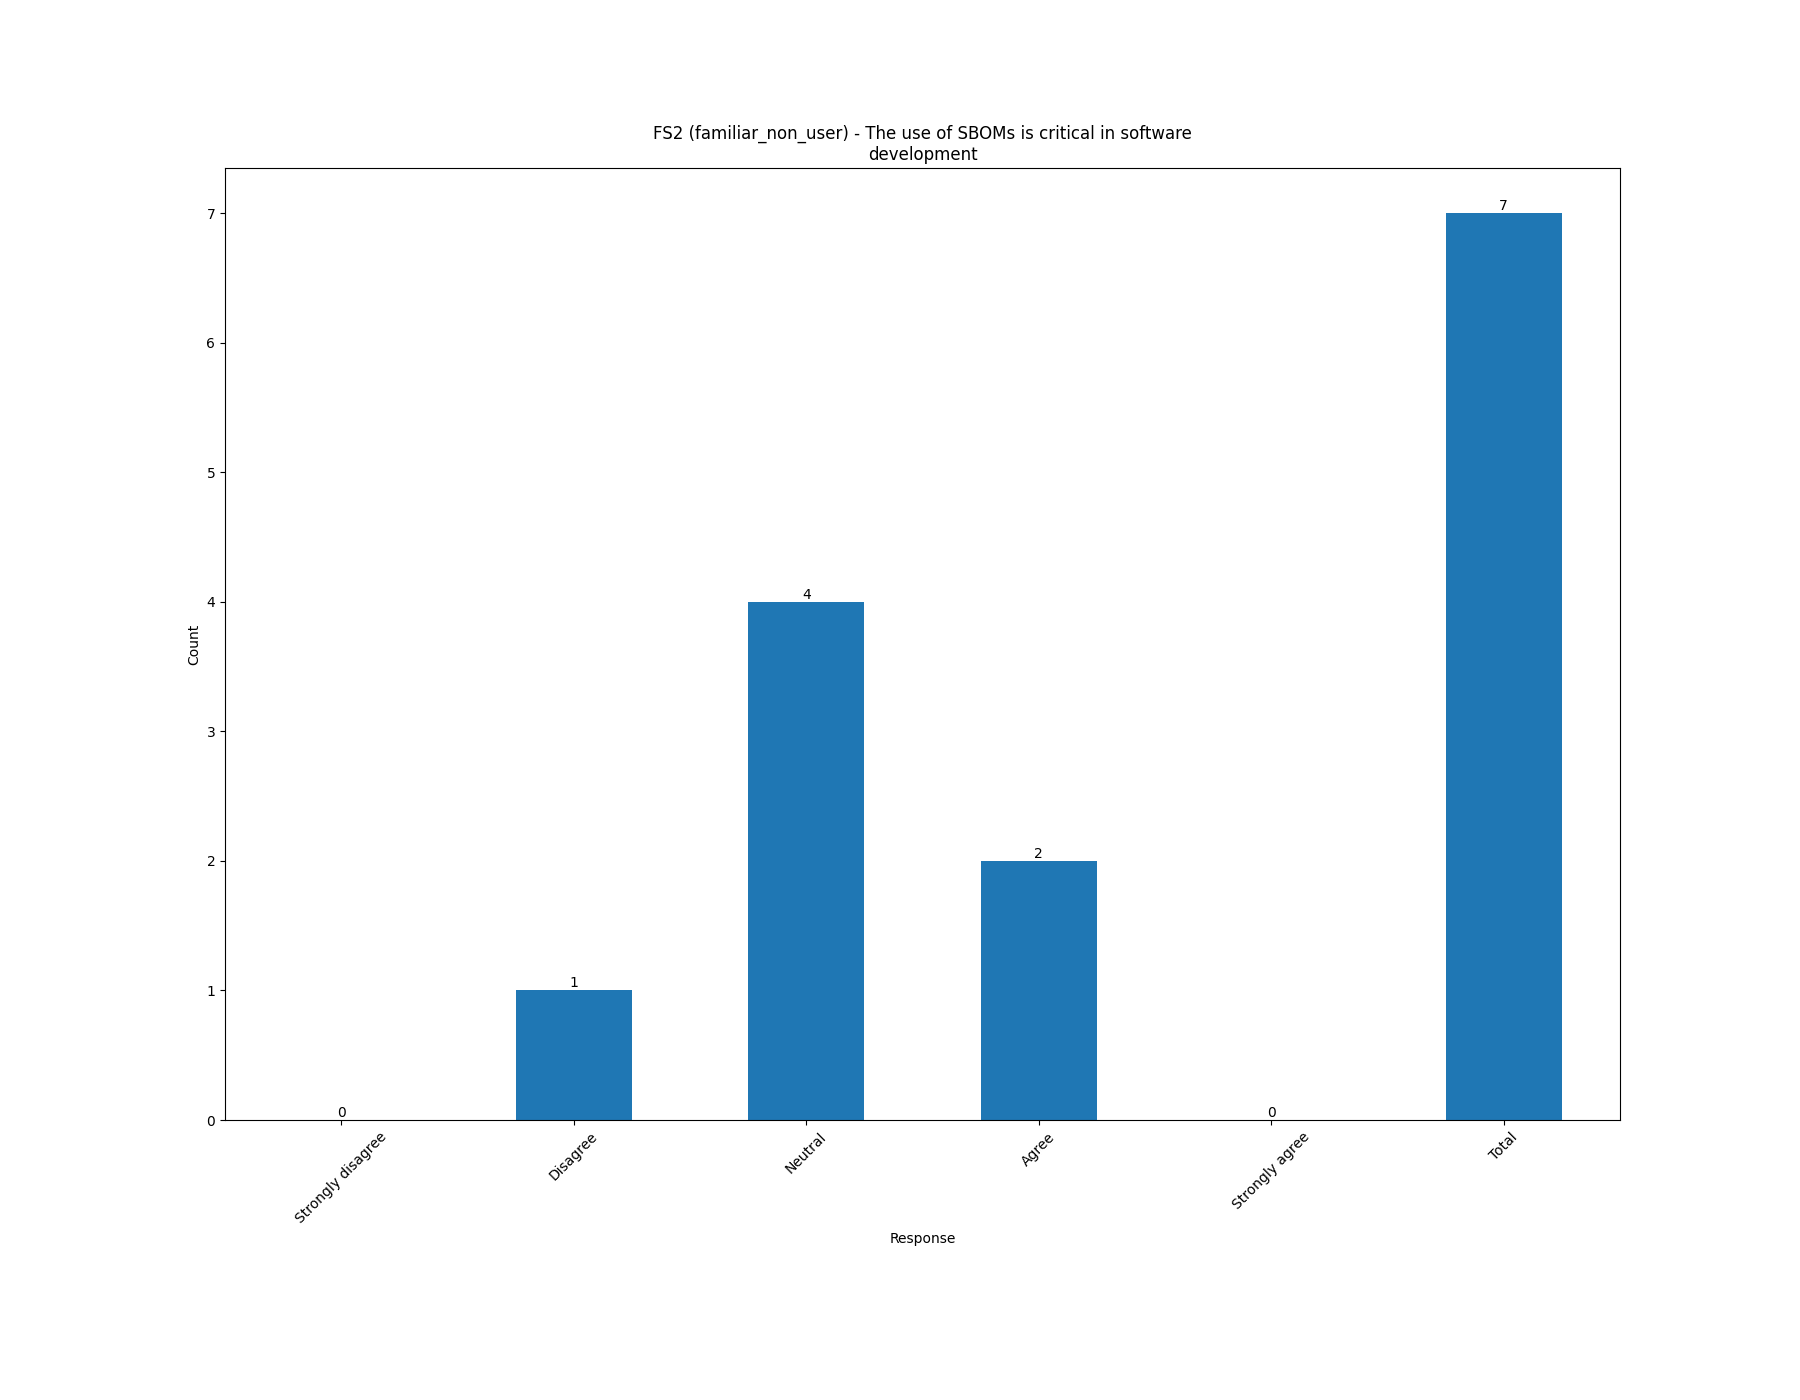 FS2 (familiar_non_user) - The use of SBOMs is critical in software
development
7
6
5
4
3
2
1
0
Count
0
1
4
2
0
7
Strongly disagree
Disagree
Neutral
Agree
Strongly agree
Total
Response